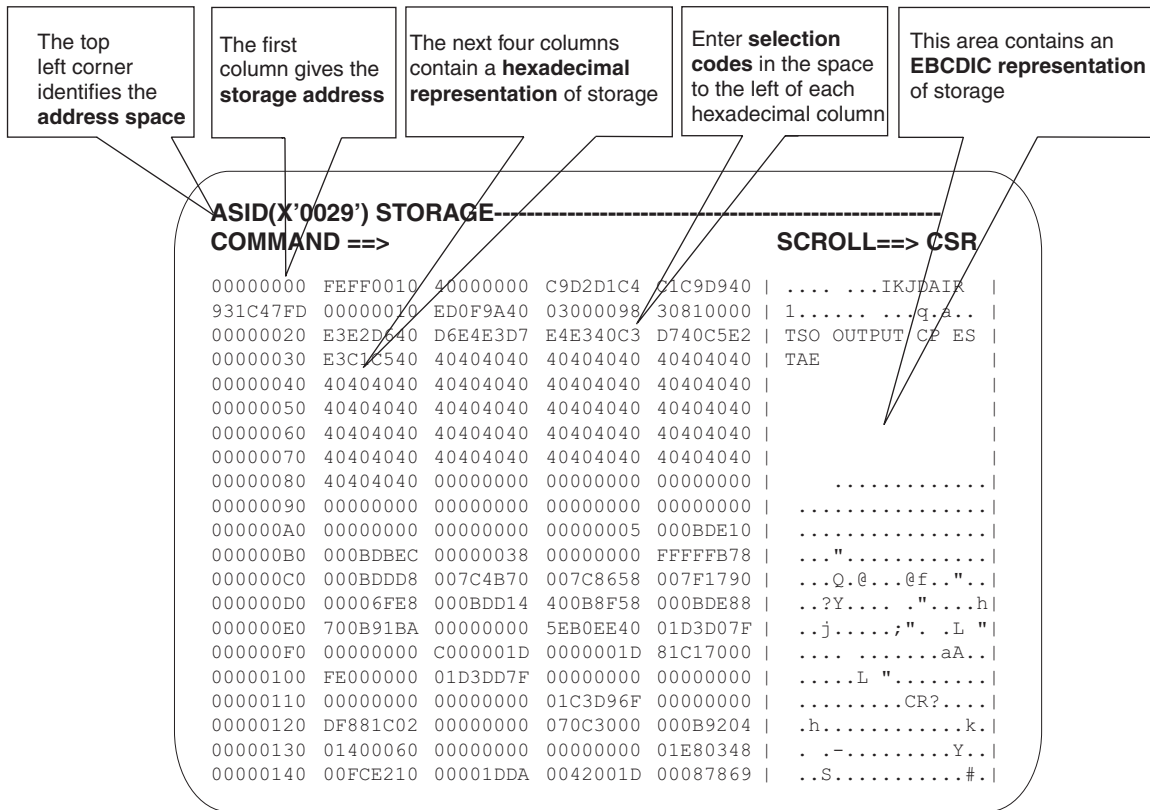 The top
left corner
identifies the
address space
The first
column gives the
storage address
The next four columns
contain a hexadecimal
representation of storage
Enter selection
codes in the space
to the left of each
hexadecimal column
This area contains an
EBCDIC representation
of storage
ASID(X'0029') STORAGE-------------------------------------------------------
COMMAND ==> SCROLL==> CSR
00000000 FEFF0010 40000000 C9D2D1C4 C1C9D940 | .... ...IKJDAIR |
931C47FD 00000010 ED0F9A40 03000098 30810000 | 1...... ...q.a.. |
00000020 E3E2D640 D6E4E3D7 E4E340C3 D740C5E2 | TSO OUTPUT CP ES |
00000030 E3C1C540 40404040 40404040 40404040 | TAE |
00000040 40404040 40404040 40404040 40404040 | |
00000050 40404040 40404040 40404040 40404040 | |
00000060 40404040 40404040 40404040 40404040 | |
00000070 40404040 40404040 40404040 40404040 | |
00000080 40404040 00000000 00000000 00000000 | .............|
00000090 00000000 00000000 00000000 00000000 | ................|
000000A0 00000000 00000000 00000005 000BDE10 | ................|
000000B0 000BDBEC 00000038 00000000 FFFFFB78 | ..."............|
000000C0 000BDDD8 007C4B70 007C8658 007F1790 | ...Q.@...@f.."..|
000000D0 00006FE8 000BDD14 400B8F58 000BDE88 | ..?Y.... ."....h|
000000E0 700B91BA 00000000 5EB0EE40 01D3D07F | ..j.....;". .L "|
000000F0 00000000 C000001D 0000001D 81C17000 | .... .......aA..|
00000100 FE000000 01D3DD7F 00000000 00000000 | .....L "........|
00000110 00000000 00000000 01C3D96F 00000000 | .........CR?....|
00000120 DF881C02 00000000 070C3000 000B9204 | .h............k.|
00000130 01400060 00000000 00000000 01E80348 | . .-.........Y..|
00000140 00FCE210 00001DDA 0042001D 00087869 | ..S...........#.|